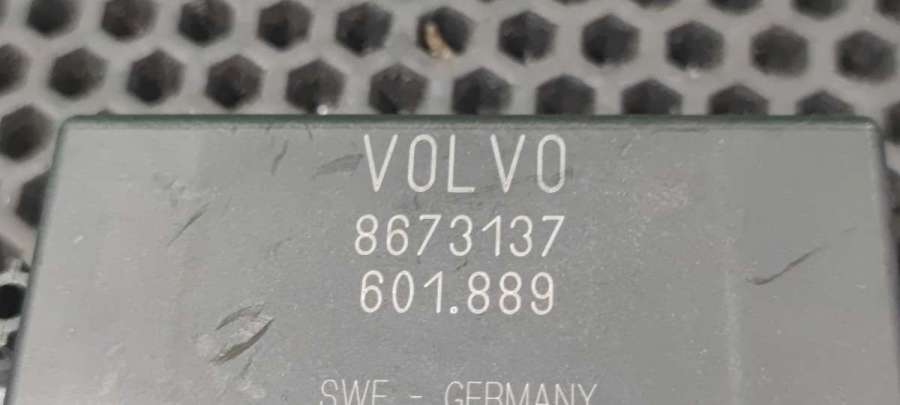 VOLVO
8673137
601.889
SWF - GERMANY